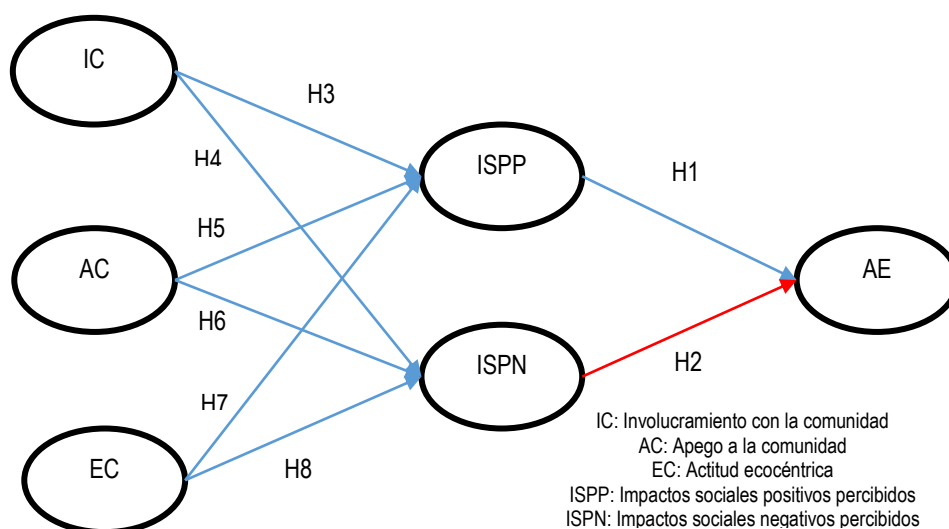 IC
H3
H4
ISPP
H1
H5
AC
AE
H6
ISPN
H2
H7
EC
H8
IC: Involucramiento con la comunidad
AC: Apego a la comunidad
EC: Actitud ecocéntrica
ISPP: Impactos sociales positivos percibidos
ISPN: Impactos sociales negativos percibidos